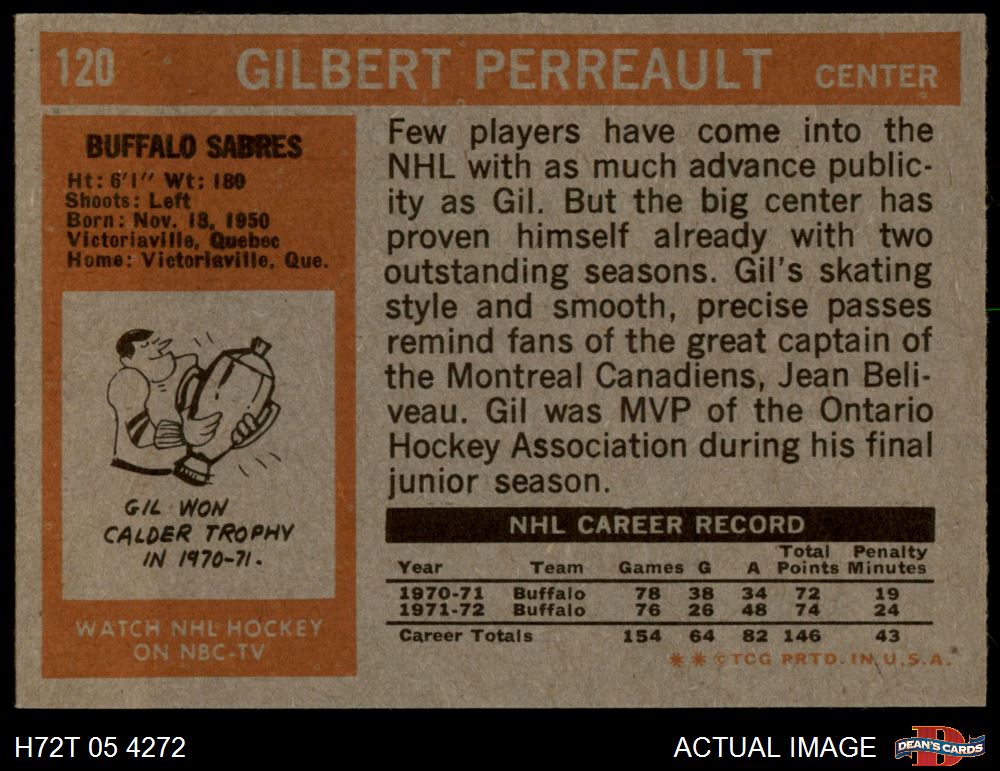 120 GILBERT PERREAULT CENTER
BUFFALO SABRES
Ht: 6'1" Wt: 180
Shoots: Left
Born: Nov. 13, 1950
Victoriaville, Quebec
Home: Victoriaville, Que.
GIL WON
CALDER TROPHY
IN 1970-71.
WATCH NHL HOCKEY
ON NBC-TV
Few players have come into the
NHL with as much advance public-
ity as Gil. But the big center has
proven himself already with two
outstanding seasons. Gil's skating
style and smooth, precise passes
remind fans of the great captain of
the Montreal Canadiens, Jean Beli-
veau. Gil was MVP of the Ontario
Hockey Association during his final
junior season.
NHL CAREER RECORD
Total Penalty
Year Team Games G A Points Minutes
1970-71 Buffalo 78 38 34 72 19
1971-72 Buffalo 76 26 48 74 24
Career Totals 154 64 82 146 43
✱ ✱ © TCG PRTD. IN U.S.A.
H72T 05 4272
ACTUAL IMAGE
DEAN'S CARDS